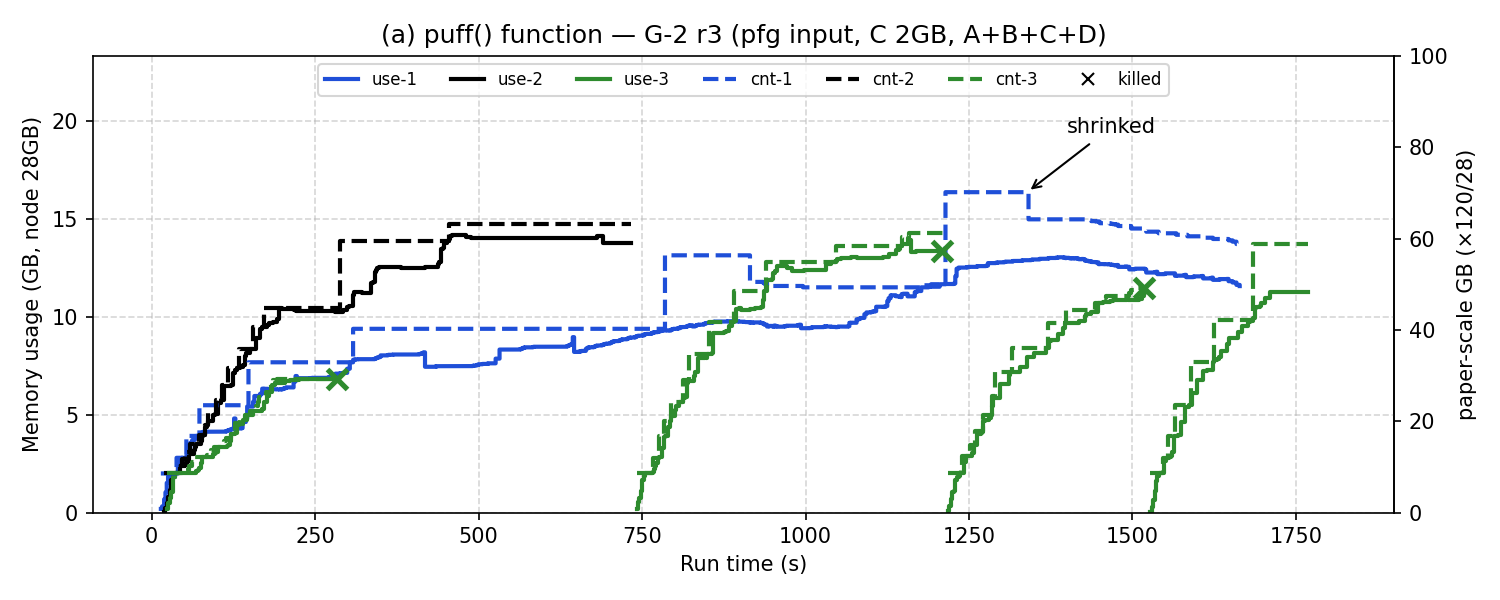 (a) puff() function — G-2 r3 (pfg input, C 2GB, A+B+C+D)
use-1 use-2 use-3 cnt-1 cnt-2 cnt-3 killed
shrinked
Memory usage (GB, node 28GB)
20
15
10
5
0
100
80
60
40
20
0
paper-scale GB (×120/28)
0 250 500 750 1000 1250 1500 1750
Run time (s)